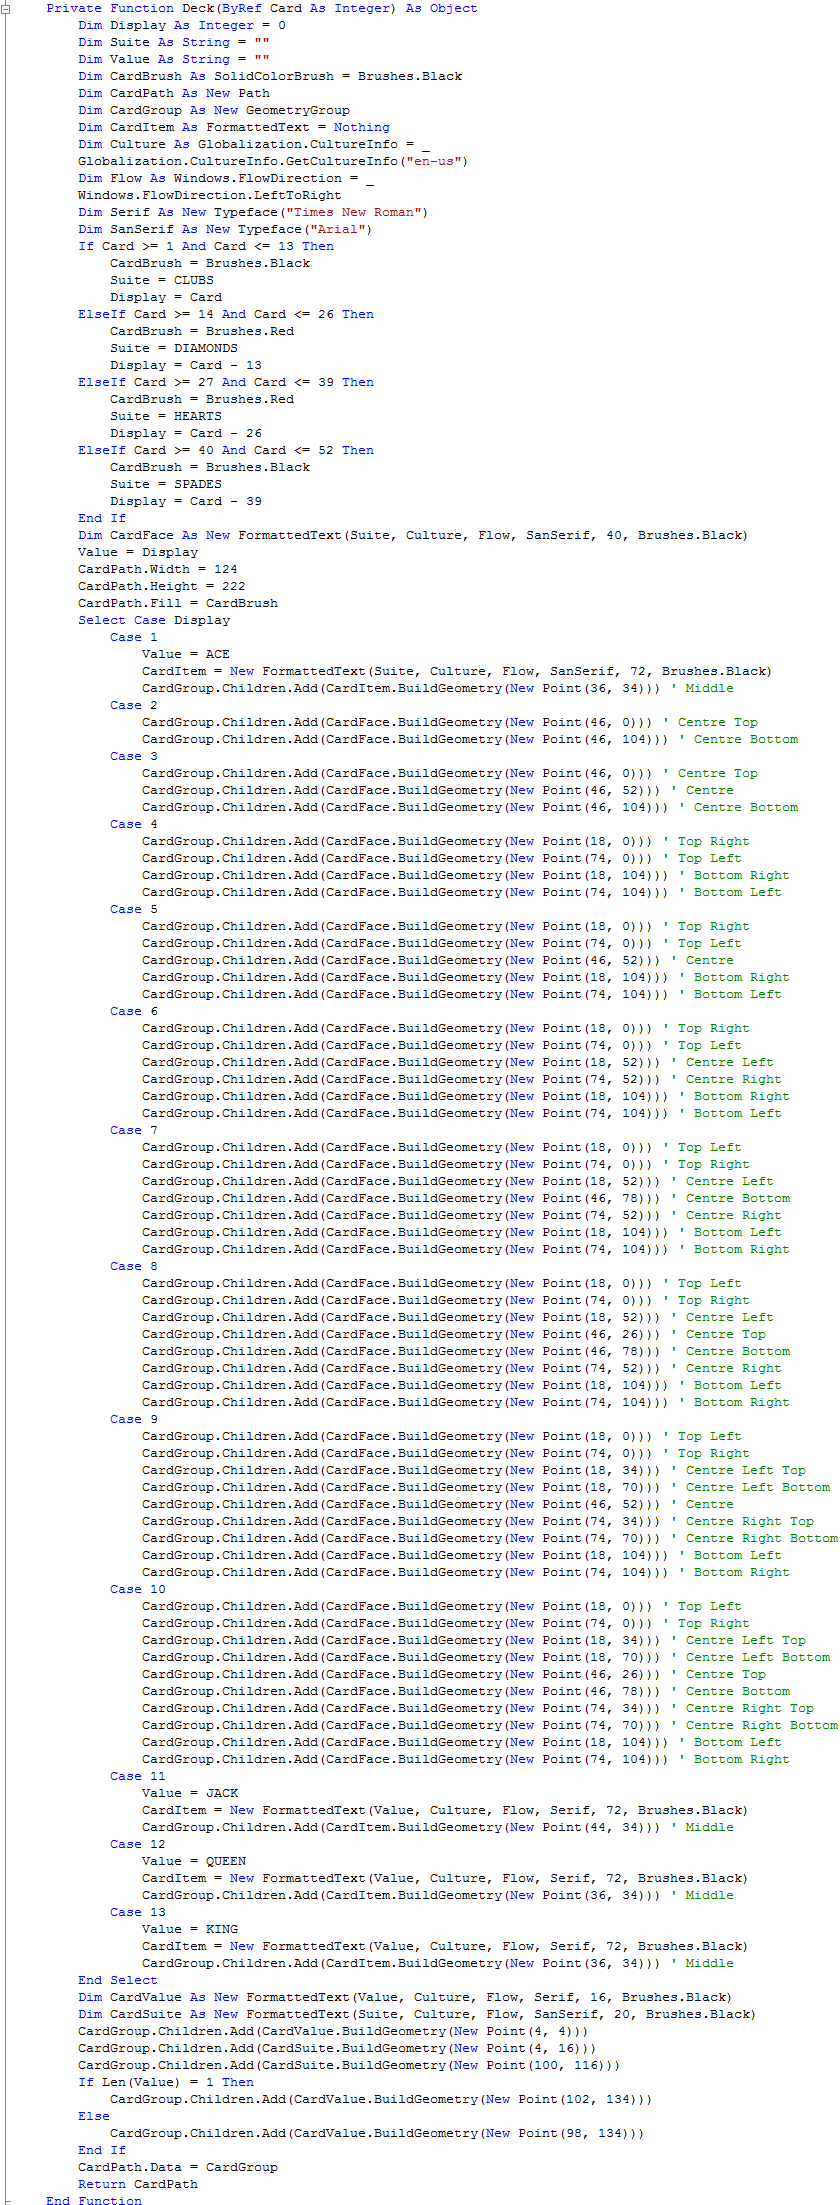 Private Function Deck(ByRef Card As Integer) As Object
Dim Display As Integer = 0
Dim Suite As String = ""
Dim Value As String = ""
Dim CardBrush As SolidColorBrush = Brushes.Black
Dim CardPath As New Path
Dim CardGroup As New GeometryGroup
Dim CardItem As FormattedText = Nothing
Dim Culture As Globalization.CultureInfo = _
Globalization.CultureInfo.GetCultureInfo("en-us")
Dim Flow As Windows.FlowDirection = _
Windows.FlowDirection.LeftToRight
Dim Serif As New Typeface("Times New Roman")
Dim SanSerif As New Typeface("Arial")
If Card >= 1 And Card <= 13 Then
CardBrush = Brushes.Black
Suite = CLUBS
Display = Card
ElseIf Card >= 14 And Card <= 26 Then
CardBrush = Brushes.Red
Suite = DIAMONDS
Display = Card - 13
ElseIf Card >= 27 And Card <= 39 Then
CardBrush = Brushes.Red
Suite = HEARTS
Display = Card - 26
ElseIf Card >= 40 And Card <= 52 Then
CardBrush = Brushes.Black
Suite = SPADES
Display = Card - 39
End If
Dim CardFace As New FormattedText(Suite, Culture, Flow, SanSerif, 40, Brushes.Black)
Value = Display
CardPath.Width = 124
CardPath.Height = 222
CardPath.Fill = CardBrush
Select Case Display
Case 1
Value = ACE
CardItem = New FormattedText(Suite, Culture, Flow, SanSerif, 72, Brushes.Black)
CardGroup.Children.Add(CardItem.BuildGeometry(New Point(36, 34))) ' Middle
Case 2
CardGroup.Children.Add(CardFace.BuildGeometry(New Point(46, 0))) ' Centre Top
CardGroup.Children.Add(CardFace.BuildGeometry(New Point(46, 104))) ' Centre Bottom
Case 3
CardGroup.Children.Add(CardFace.BuildGeometry(New Point(46, 0))) ' Centre Top
CardGroup.Children.Add(CardFace.BuildGeometry(New Point(46, 52))) ' Centre
CardGroup.Children.Add(CardFace.BuildGeometry(New Point(46, 104))) ' Centre Bottom
Case 4
CardGroup.Children.Add(CardFace.BuildGeometry(New Point(18, 0))) ' Top Right
CardGroup.Children.Add(CardFace.BuildGeometry(New Point(74, 0))) ' Top Left
CardGroup.Children.Add(CardFace.BuildGeometry(New Point(18, 104))) ' Bottom Right
CardGroup.Children.Add(CardFace.BuildGeometry(New Point(74, 104))) ' Bottom Left
Case 5
CardGroup.Children.Add(CardFace.BuildGeometry(New Point(18, 0))) ' Top Right
CardGroup.Children.Add(CardFace.BuildGeometry(New Point(74, 0))) ' Top Left
CardGroup.Children.Add(CardFace.BuildGeometry(New Point(46, 52))) ' Centre
CardGroup.Children.Add(CardFace.BuildGeometry(New Point(18, 104))) ' Bottom Right
CardGroup.Children.Add(CardFace.BuildGeometry(New Point(74, 104))) ' Bottom Left
Case 6
CardGroup.Children.Add(CardFace.BuildGeometry(New Point(18, 0))) ' Top Right
CardGroup.Children.Add(CardFace.BuildGeometry(New Point(74, 0))) ' Top Left
CardGroup.Children.Add(CardFace.BuildGeometry(New Point(18, 52))) ' Centre Left
CardGroup.Children.Add(CardFace.BuildGeometry(New Point(74, 52))) ' Centre Right
CardGroup.Children.Add(CardFace.BuildGeometry(New Point(18, 104))) ' Bottom Right
CardGroup.Children.Add(CardFace.BuildGeometry(New Point(74, 104))) ' Bottom Left
Case 7
CardGroup.Children.Add(CardFace.BuildGeometry(New Point(18, 0))) ' Top Left
CardGroup.Children.Add(CardFace.BuildGeometry(New Point(74, 0))) ' Top Right
CardGroup.Children.Add(CardFace.BuildGeometry(New Point(18, 52))) ' Centre Left
CardGroup.Children.Add(CardFace.BuildGeometry(New Point(46, 78))) ' Centre Bottom
CardGroup.Children.Add(CardFace.BuildGeometry(New Point(74, 52))) ' Centre Right
CardGroup.Children.Add(CardFace.BuildGeometry(New Point(18, 104))) ' Bottom Left
CardGroup.Children.Add(CardFace.BuildGeometry(New Point(74, 104))) ' Bottom Right
Case 8
CardGroup.Children.Add(CardFace.BuildGeometry(New Point(18, 0))) ' Top Left
CardGroup.Children.Add(CardFace.BuildGeometry(New Point(74, 0))) ' Top Right
CardGroup.Children.Add(CardFace.BuildGeometry(New Point(18, 52))) ' Centre Left
CardGroup.Children.Add(CardFace.BuildGeometry(New Point(46, 26))) ' Centre Top
CardGroup.Children.Add(CardFace.BuildGeometry(New Point(46, 78))) ' Centre Bottom
CardGroup.Children.Add(CardFace.BuildGeometry(New Point(74, 52))) ' Centre Right
CardGroup.Children.Add(CardFace.BuildGeometry(New Point(18, 104))) ' Bottom Left
CardGroup.Children.Add(CardFace.BuildGeometry(New Point(74, 104))) ' Bottom Right
Case 9
CardGroup.Children.Add(CardFace.BuildGeometry(New Point(18, 0))) ' Top Left
CardGroup.Children.Add(CardFace.BuildGeometry(New Point(74, 0))) ' Top Right
CardGroup.Children.Add(CardFace.BuildGeometry(New Point(18, 34))) ' Centre Left Top
CardGroup.Children.Add(CardFace.BuildGeometry(New Point(18, 70))) ' Centre Left Bottom
CardGroup.Children.Add(CardFace.BuildGeometry(New Point(46, 52))) ' Centre
CardGroup.Children.Add(CardFace.BuildGeometry(New Point(74, 34))) ' Centre Right Top
CardGroup.Children.Add(CardFace.BuildGeometry(New Point(74, 70))) ' Centre Right Bottom
CardGroup.Children.Add(CardFace.BuildGeometry(New Point(18, 104))) ' Bottom Left
CardGroup.Children.Add(CardFace.BuildGeometry(New Point(74, 104))) ' Bottom Right
Case 10
CardGroup.Children.Add(CardFace.BuildGeometry(New Point(18, 0))) ' Top Left
CardGroup.Children.Add(CardFace.BuildGeometry(New Point(74, 0))) ' Top Right
CardGroup.Children.Add(CardFace.BuildGeometry(New Point(18, 34))) ' Centre Left Top
CardGroup.Children.Add(CardFace.BuildGeometry(New Point(18, 70))) ' Centre Left Bottom
CardGroup.Children.Add(CardFace.BuildGeometry(New Point(46, 26))) ' Centre Top
CardGroup.Children.Add(CardFace.BuildGeometry(New Point(46, 78))) ' Centre Bottom
CardGroup.Children.Add(CardFace.BuildGeometry(New Point(74, 34))) ' Centre Right Top
CardGroup.Children.Add(CardFace.BuildGeometry(New Point(74, 70))) ' Centre Right Bottom
CardGroup.Children.Add(CardFace.BuildGeometry(New Point(18, 104))) ' Bottom Left
CardGroup.Children.Add(CardFace.BuildGeometry(New Point(74, 104))) ' Bottom Right
Case 11
Value = JACK
CardItem = New FormattedText(Value, Culture, Flow, Serif, 72, Brushes.Black)
CardGroup.Children.Add(CardItem.BuildGeometry(New Point(44, 34))) ' Middle
Case 12
Value = QUEEN
CardItem = New FormattedText(Value, Culture, Flow, Serif, 72, Brushes.Black)
CardGroup.Children.Add(CardItem.BuildGeometry(New Point(36, 34))) ' Middle
Case 13
Value = KING
CardItem = New FormattedText(Value, Culture, Flow, Serif, 72, Brushes.Black)
CardGroup.Children.Add(CardItem.BuildGeometry(New Point(36, 34))) ' Middle
End Select
Dim CardValue As New FormattedText(Value, Culture, Flow, Serif, 16, Brushes.Black)
Dim CardSuite As New FormattedText(Suite, Culture, Flow, SanSerif, 20, Brushes.Black)
CardGroup.Children.Add(CardValue.BuildGeometry(New Point(4, 4)))
CardGroup.Children.Add(CardSuite.BuildGeometry(New Point(4, 16)))
CardGroup.Children.Add(CardSuite.BuildGeometry(New Point(100, 116)))
If Len(Value) = 1 Then
CardGroup.Children.Add(CardValue.BuildGeometry(New Point(102, 134)))
Else
CardGroup.Children.Add(CardValue.BuildGeometry(New Point(98, 134)))
End If
CardPath.Data = CardGroup
Return CardPath
End Function